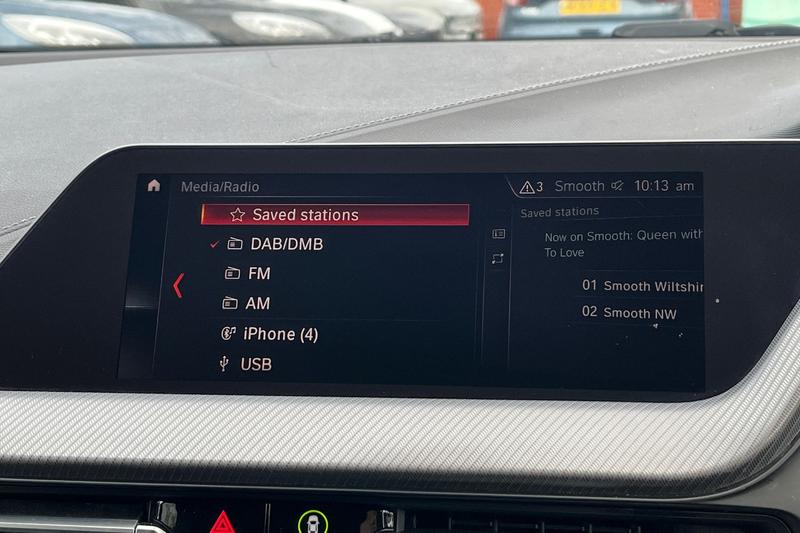 Media/Radio
3 Smooth 10:13 am
Saved stations
DAB/DMB
FM
AM
iPhone (4)
USB
Saved stations
Now on Smooth: Queen with
To Love
01 Smooth Wiltshir
02 Smooth NW